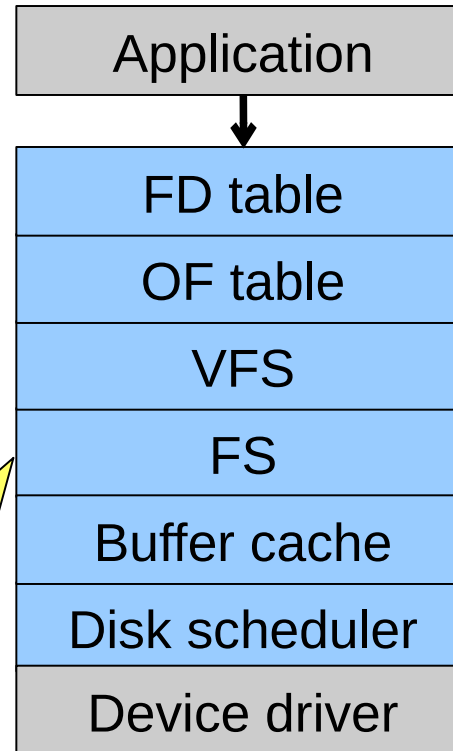 Application
FD table
OF table
VFS
FS
Buffer cache
Disk scheduler
Device driver